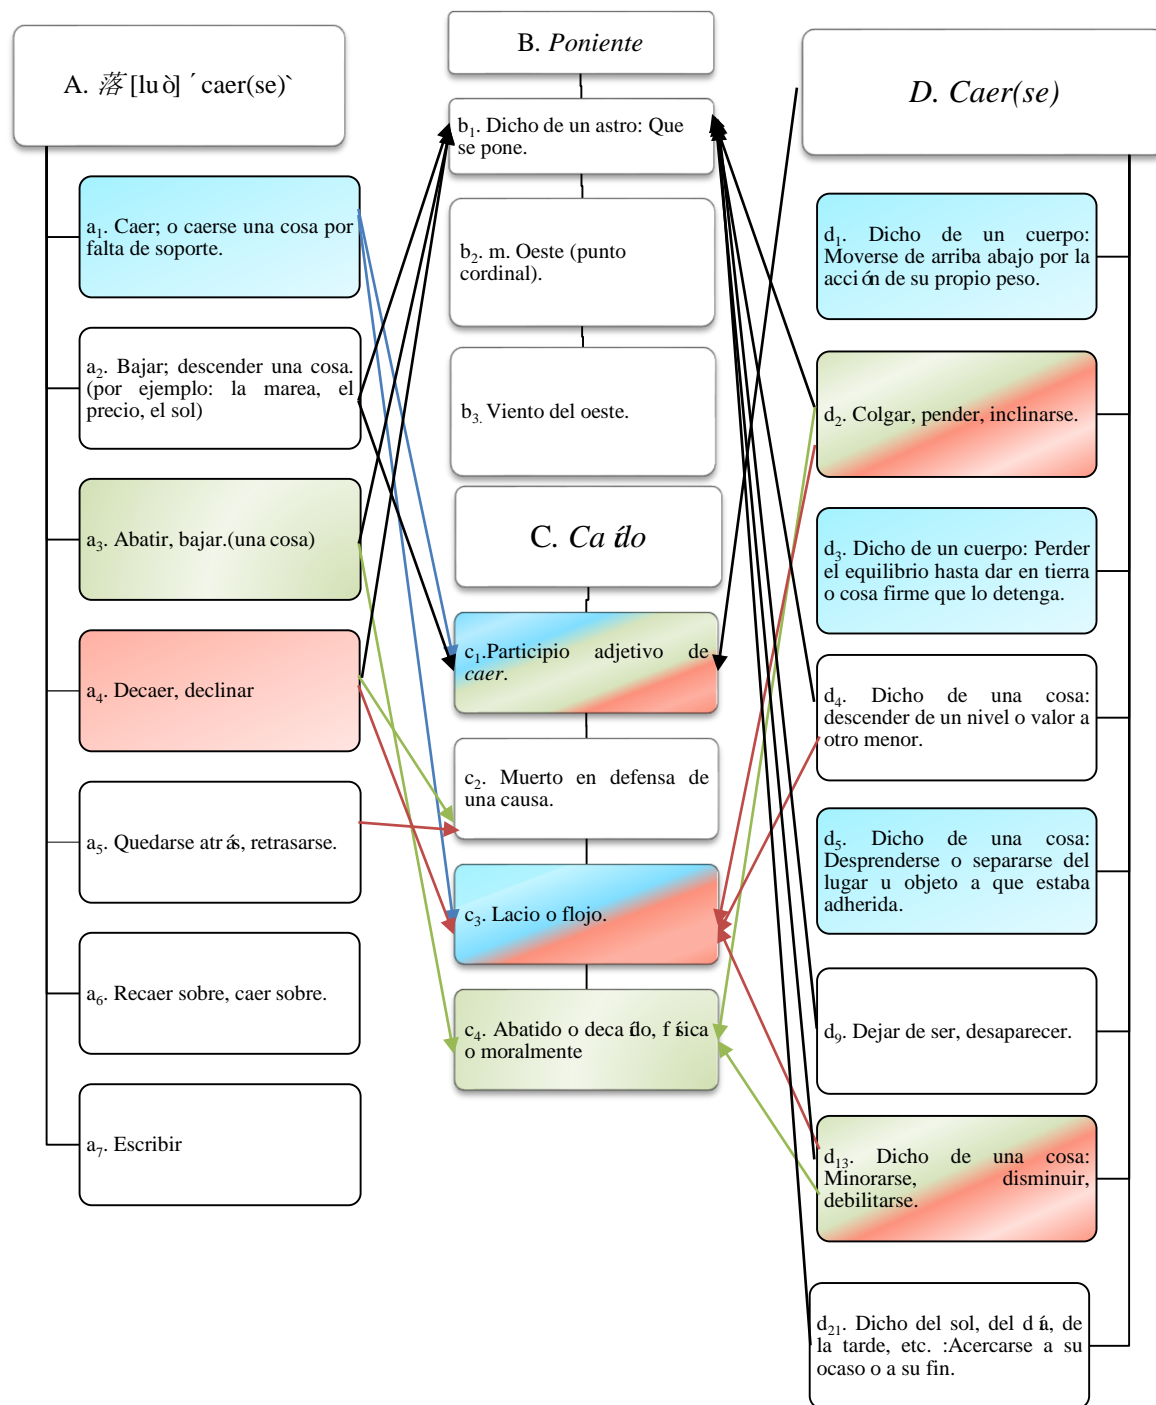 A. 落 [luò] ´caer(se)`
a1. Caer; o caerse una cosa por
falta de soporte.
a2. Bajar; descender una cosa.
(por ejemplo: la marea, el
precio, el sol)
a3. Abatir, bajar.(una cosa)
a4. Decaer, declinar
a5. Quedarse atrás, retrasarse.
a6. Recaer sobre, caer sobre.
a7. Escribir
B. Poniente
b1. Dicho de un astro: Que
se pone.
b2. m. Oeste (punto
cordinal).
b3. Viento del oeste.
C. Caído
c1.Participio adjetivo de
caer.
c2. Muerto en defensa de
una causa.
c3. Lacio o flojo.
c4. Abatido o decaído, física
o moralmente
D. Caer(se)
d1. Dicho de un cuerpo:
Moverse de arriba abajo por la
acción de su propio peso.
d2. Colgar, pender, inclinarse.
d3. Dicho de un cuerpo: Perder
el equilibrio hasta dar en tierra
o cosa firme que lo detenga.
d4. Dicho de una cosa:
descender de un nivel o valor a
otro menor.
d5. Dicho de una cosa:
Desprenderse o separarse del
lugar u objeto a que estaba
adherida.
d9. Dejar de ser, desaparecer.
d13. Dicho de una cosa:
Minorarse, disminuir,
debilitarse.
d21. Dicho del sol, del día, de
la tarde, etc. :Acercarse a su
ocaso o a su fin.